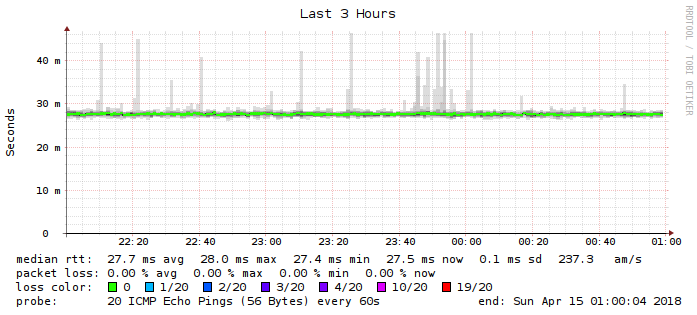 Last 3 Hours
RRDTOOL / TOBI OETIKER
Seconds
40 m
30 m
20 m
10 m
0
22:20 22:40 23:00 23:20 23:40 00:00 00:20 00:40 01:00
median rtt: 27.7 ms avg 28.0 ms max 27.4 ms min 27.5 ms now 0.1 ms sd 237.3 am/s
packet loss: 0.00 % avg 0.00 % max 0.00 % min 0.00 % now
loss color: 0 1/20 2/20 3/20 4/20 10/20 19/20
probe: 20 ICMP Echo Pings (56 Bytes) every 60s end: Sun Apr 15 01:00:04 2018